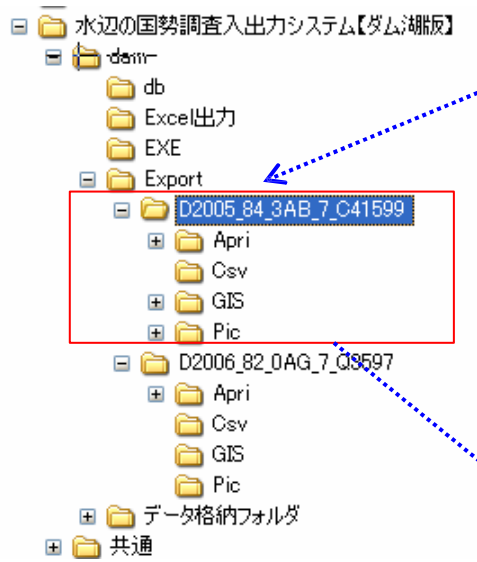 水辺の国勢調査入出力システム【ダム湖版】
-dam-
db
Excel出力
EXE
Export
D2005_84_3AB_7_C41599
Apri
Csv
GIS
Pic
D2006_82_0AG_7_Q3597
Apri
Csv
GIS
Pic
データ格納フォルダ
共通